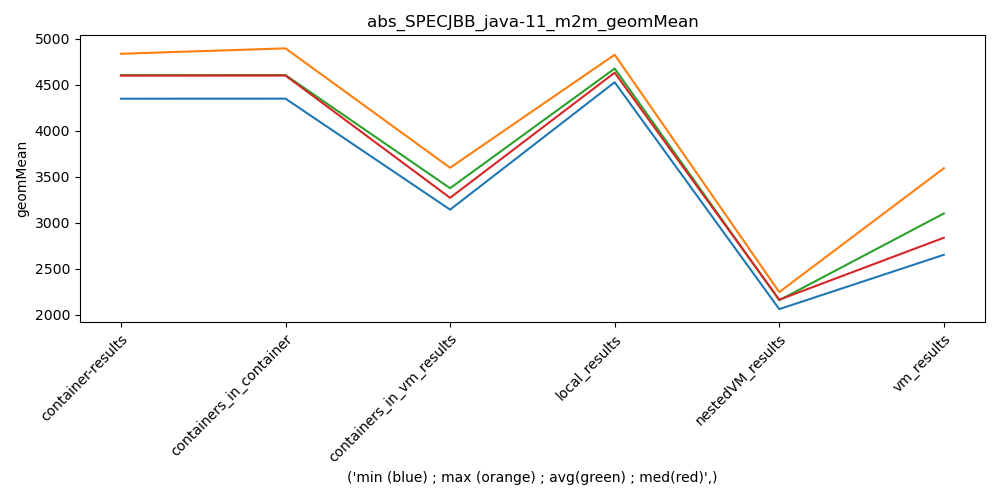 abs_SPECJBB_java-11_m2m_geomMean
geomMean
5000
4500
4000
3500
3000
2500
2000
container-results
containers_in_container
containers_in_vm_results
local_results
nestedVM_results
vm_results
('min (blue) ; max (orange) ; avg(green) ; med(red)',)